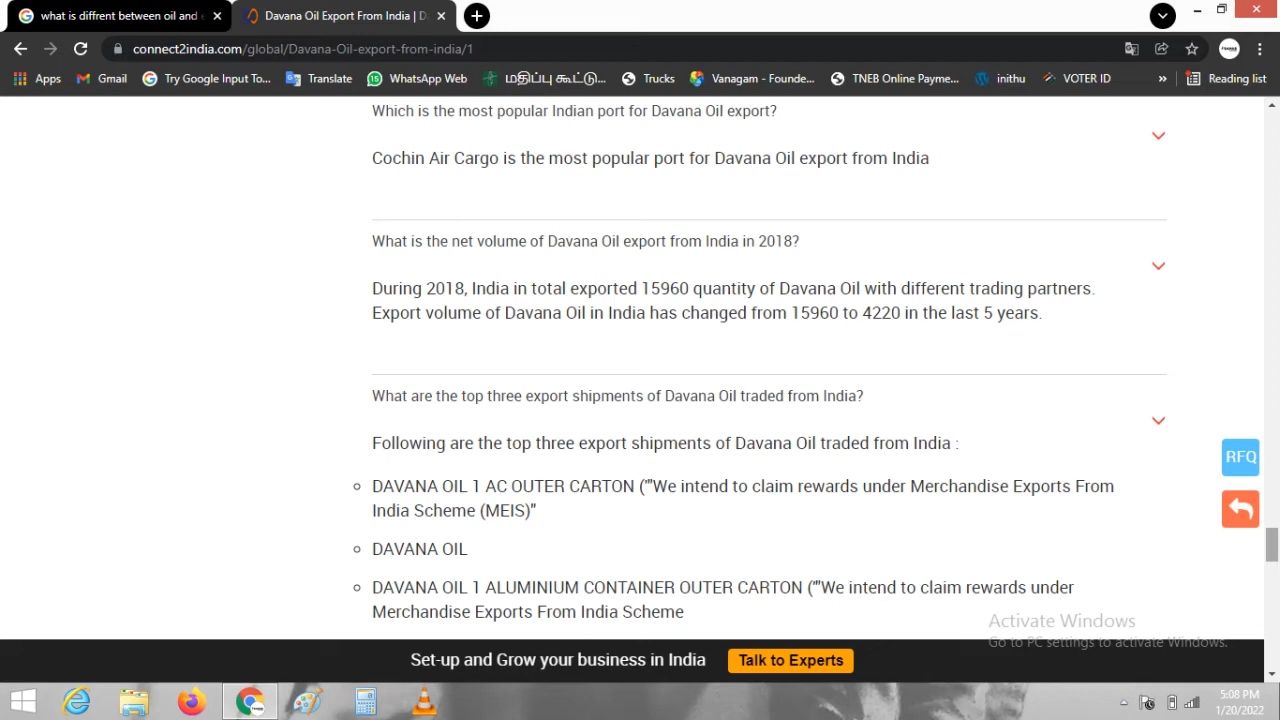 what is diffrent between oil and e
Davana Oil Export From India | D
connect2india.com/global/Davana-Oil-export-from-india/1
Apps
Gmail
Try Google Input To...
Translate
WhatsApp Web
மதிப்பு கூட்டு...
Trucks
Vanagam - Founde...
TNEB Online Payme...
inithu
VOTER ID
»
Reading list
Which is the most popular Indian port for Davana Oil export?
Cochin Air Cargo is the most popular port for Davana Oil export from India
What is the net volume of Davana Oil export from India in 2018?
During 2018, India in total exported 15960 quantity of Davana Oil with different trading partners.
Export volume of Davana Oil in India has changed from 15960 to 4220 in the last 5 years.
What are the top three export shipments of Davana Oil traded from India?
Following are the top three export shipments of Davana Oil traded from India :
RFQ
DAVANA OIL 1 AC OUTER CARTON ('"'We intend to claim rewards under Merchandise Exports From
India Scheme (MEIS)"
DAVANA OIL
DAVANA OIL 1 ALUMINIUM CONTAINER OUTER CARTON ('"'We intend to claim rewards under
Merchandise Exports From India Scheme
Activate Windows
Go to PC settings to activate Windows.
Set-up and Grow your business in India
Talk to Experts
5:08 PM
1/20/2022